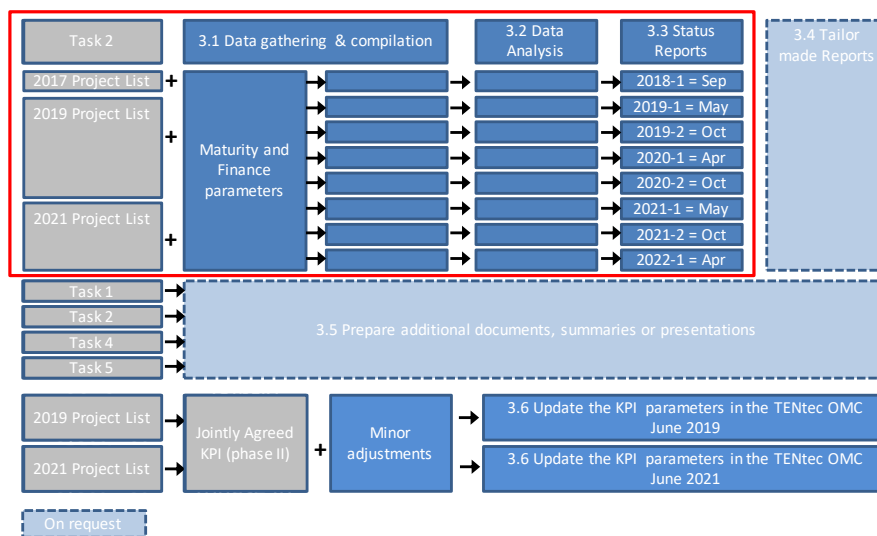 Task 2
3.1 Data gathering & compilation
3.2 Data
Analysis
3.3 Status
Reports
3.4 Tailor
made Reports
2017 Project List
+
2018-1 = Sep
2019 Project List
+
Maturity and
Finance
parameters
2019-1 = May
2019-2 = Oct
2020-1 = Apr
2020-2 = Oct
2021 Project List
+
2021-1 = May
2021-2 = Oct
2022-1 = Apr
Task 1
Task 2
Task 4
Task 5
3.5 Prepare additional documents, summaries or presentations
2019 Project List
2021 Project List
Jointly Agreed
KPI (phase II)
+
Minor
adjustments
3.6 Update the KPI parameters in the TENtec OMC
June 2019
3.6 Update the KPI parameters in the TENtec OMC
June 2021
On request